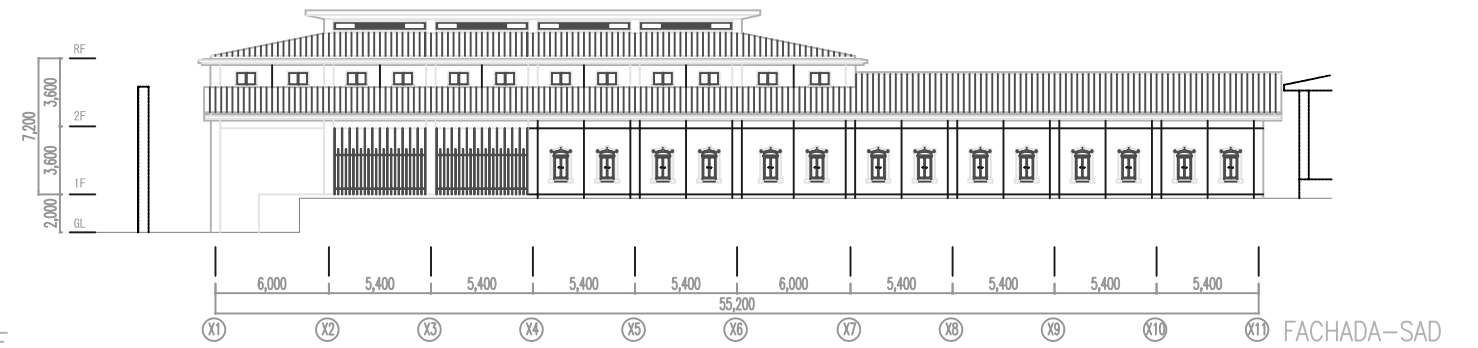 RF
3,600
2F
7,200
3,600
1F
2,000
GL
6,000 5,400 5,400 5,400 5,400 6,000 5,400 5,400 5,400 5,400
55,200
X1 X2 X3 X4 X5 X6 X7 X8 X9 X10 X11 FACHADA-SAD